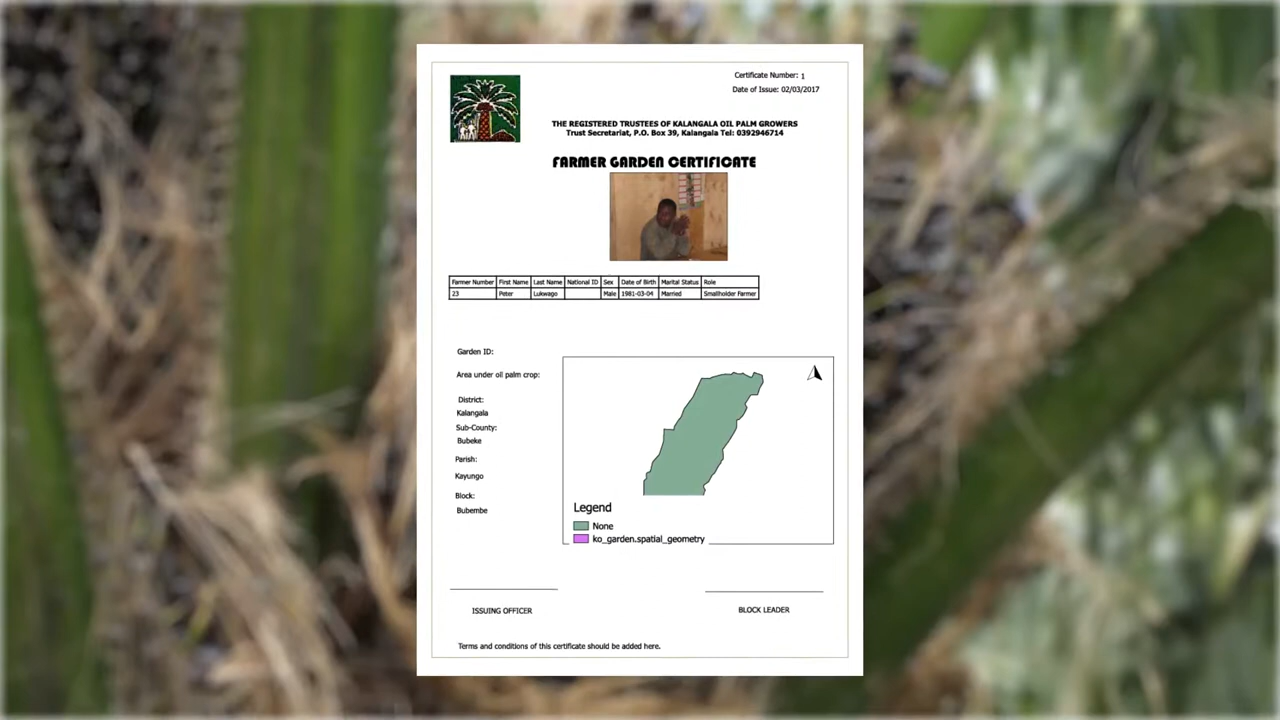 Certificate Number: 1
Date of Issue: 02/03/2017
THE REGISTERED TRUSTEES OF KALANGALA OIL PALM GROWERS
Trust Secretariat, P.O. Box 39, Kalangala Tel: 0392946714
FARMER GARDEN CERTIFICATE
Farmer Number First Name Last Name National ID Sex Date of Birth Marital Status Role
23 Peter Lukwago Male 1981-03-04 Married Smallholder Farmer
Garden ID:
Area under oil palm crop:
District:
Kalangala
Sub-County:
Bubeke
Parish:
Kayungo
Block:
Bubembe
Legend
None
ko_garden.spatial_geometry
ISSUING OFFICER
BLOCK LEADER
Terms and conditions of this certificate should be added here.